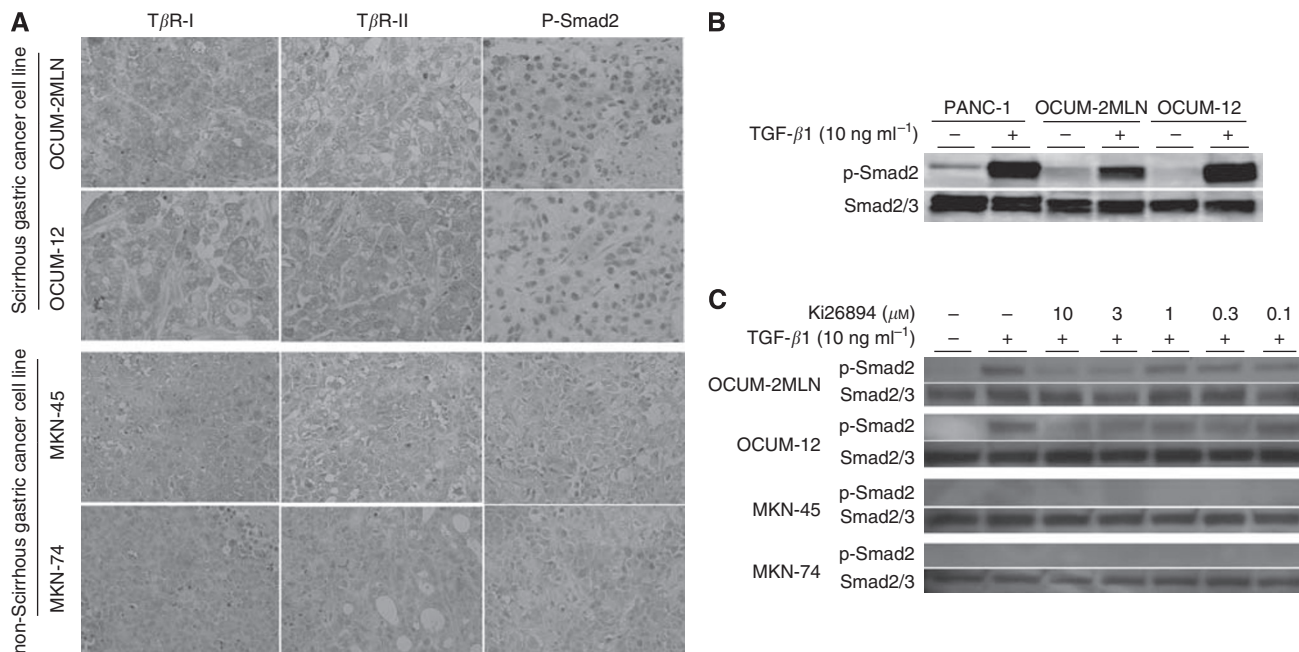 A
TβR-I TβR-II P-Smad2
Scirrhous gastric cancer cell line
OCUM-2MLN
OCUM-12
non-Scirrhous gastric cancer cell line
MKN-45
MKN-74
B
PANC-1 OCUM-2MLN OCUM-12
TGF-β1 (10 ng ml⁻¹) – + – + – +
p-Smad2
Smad2/3
C
Ki26894 (μM) – – 10 3 1 0.3 0.1
TGF-β1 (10 ng ml⁻¹) – + + + + + +
OCUM-2MLN
p-Smad2
Smad2/3
OCUM-12
p-Smad2
Smad2/3
MKN-45
p-Smad2
Smad2/3
MKN-74
p-Smad2
Smad2/3